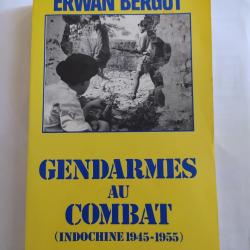 ERWAN BERGOT
GENDARMES
AU
COMBAT
(INDOCHINE 1945-1955)